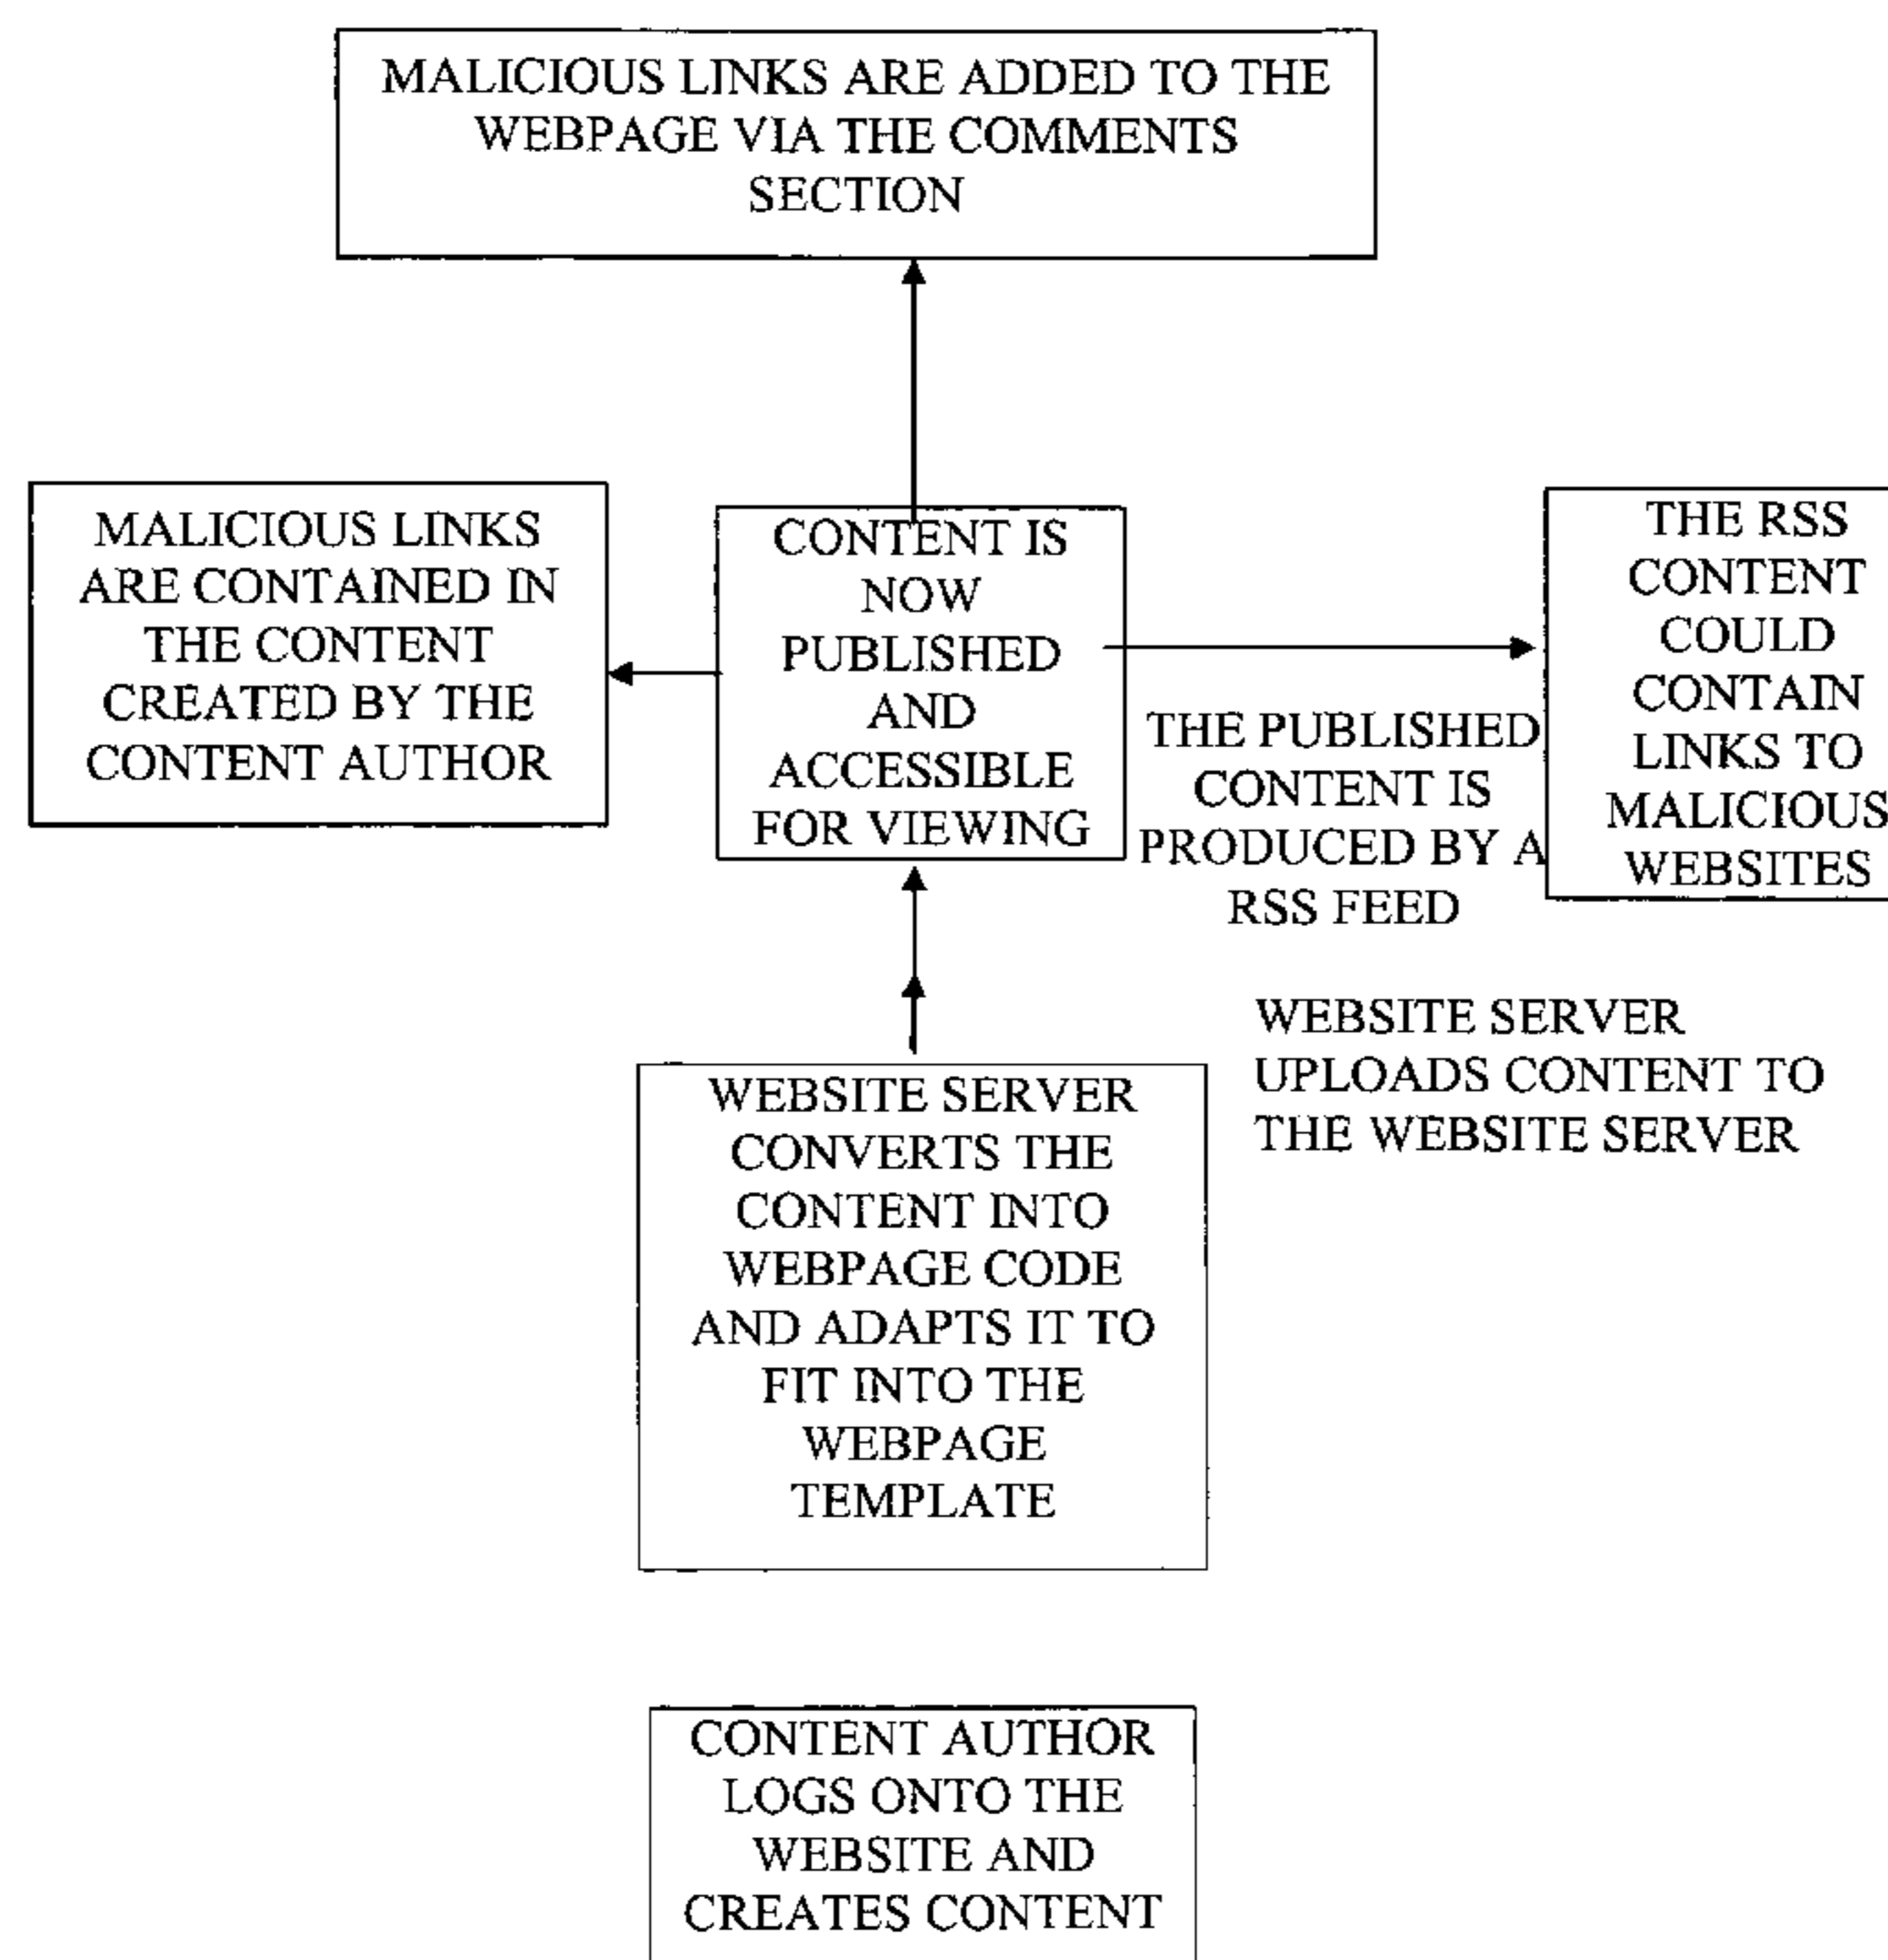 MALICIOUS LINKS ARE ADDED TO THE
WEBPAGE VIA THE COMMENTS
SECTION
MALICIOUS LINKS
ARE CONTAINED IN
THE CONTENT
CREATED BY THE
CONTENT AUTHOR
CONTENT IS
NOW
PUBLISHED
AND
ACCESSIBLE
FOR VIEWING
THE PUBLISHED
CONTENT IS
PRODUCED BY A
RSS FEED
THE RSS
CONTENT
COULD
CONTAIN
LINKS TO
MALICIOUS
WEBSITES
WEBSITE SERVER
UPLOADS CONTENT TO
THE WEBSITE SERVER
WEBSITE SERVER
CONVERTS THE
CONTENT INTO
WEBPAGE CODE
AND ADAPTS IT TO
FIT INTO THE
WEBPAGE
TEMPLATE
CONTENT AUTHOR
LOGS ONTO THE
WEBSITE AND
CREATES CONTENT